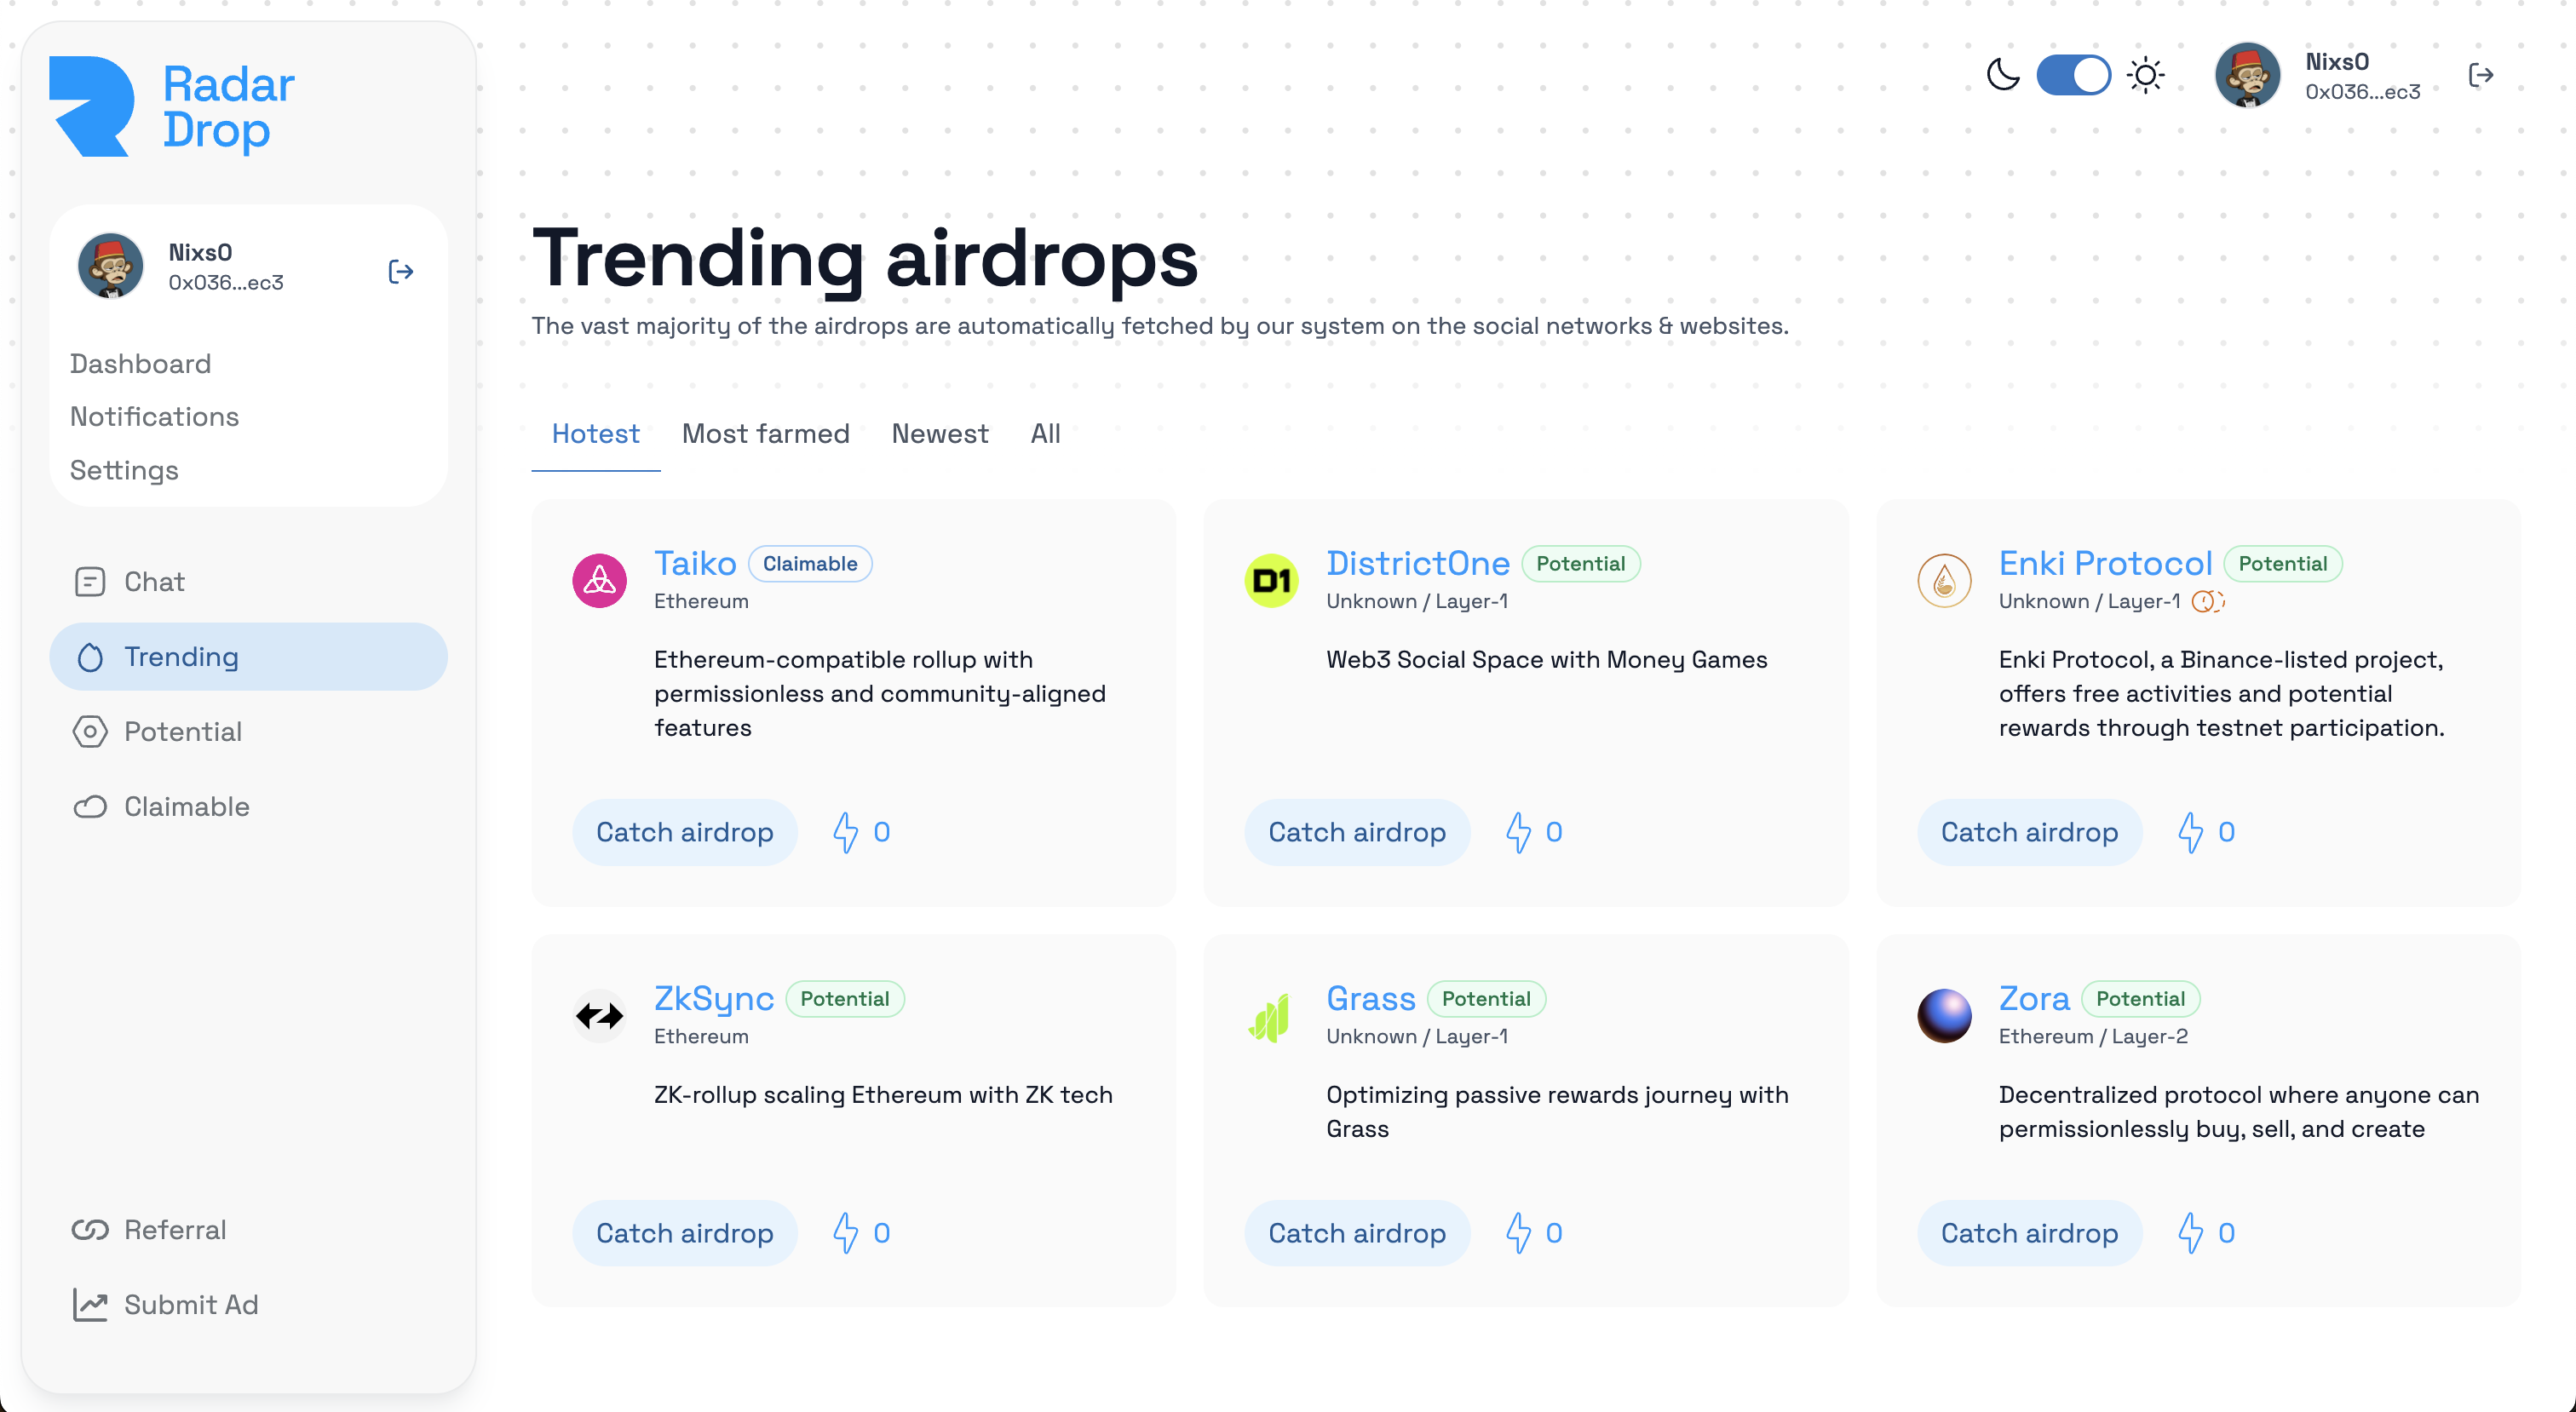 Radar
Drop
NixsO
0x036...ec3
Dashboard
Notifications
Settings
Chat
Trending
Potential
Claimable
Referral
Submit Ad
NixsO
0x036...ec3
Trending airdrops
The vast majority of the airdrops are automatically fetched by our system on the social networks & websites.
Hotest
Most farmed
Newest
All
Taiko
Claimable
Ethereum
Ethereum-compatible rollup with
permissionless and community-aligned
features
Catch airdrop
0
D1
DistrictOne
Potential
Unknown / Layer-1
Web3 Social Space with Money Games
Catch airdrop
0
Enki Protocol
Potential
Unknown / Layer-1
Enki Protocol, a Binance-listed project,
offers free activities and potential
rewards through testnet participation.
Catch airdrop
0
ZkSync
Potential
Ethereum
ZK-rollup scaling Ethereum with ZK tech
Catch airdrop
0
Grass
Potential
Unknown / Layer-1
Optimizing passive rewards journey with
Grass
Catch airdrop
0
Zora
Potential
Ethereum / Layer-2
Decentralized protocol where anyone can
permissionlessly buy, sell, and create
Catch airdrop
0